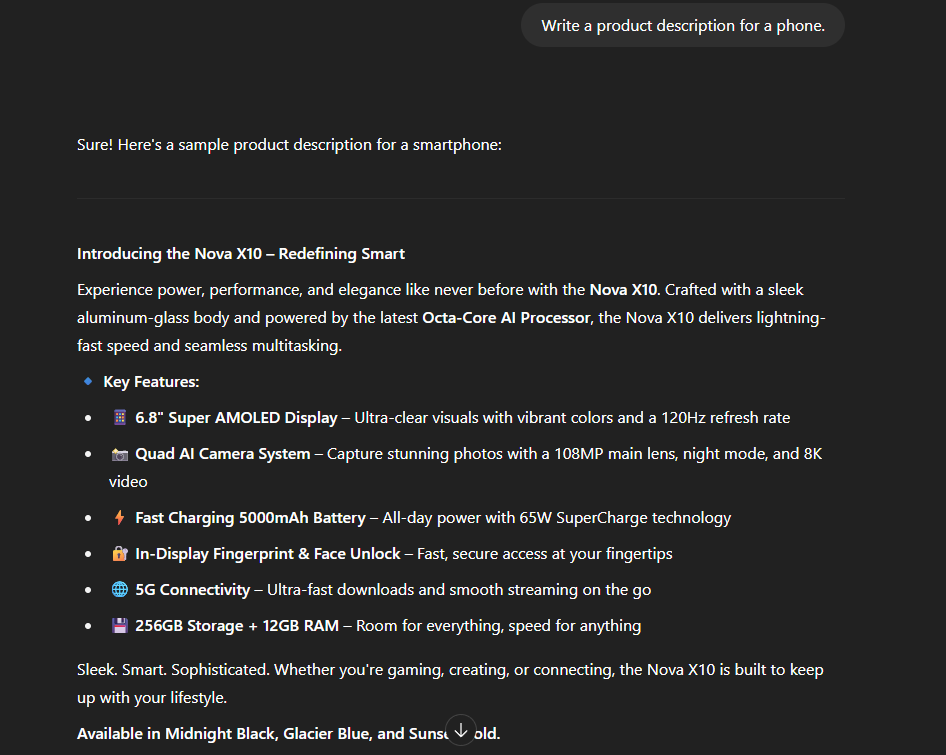 Write a product description for a phone.
Sure! Here's a sample product description for a smartphone:
Introducing the Nova X10 – Redefining Smart
Experience power, performance, and elegance like never before with the Nova X10. Crafted with a sleek
aluminum-glass body and powered by the latest Octa-Core AI Processor, the Nova X10 delivers lightning-
fast speed and seamless multitasking.
🔹 Key Features:
• 📱 6.8" Super AMOLED Display – Ultra-clear visuals with vibrant colors and a 120Hz refresh rate
• 📸 Quad AI Camera System – Capture stunning photos with a 108MP main lens, night mode, and 8K
video
• ⚡ Fast Charging 5000mAh Battery – All-day power with 65W SuperCharge technology
• 🔐 In-Display Fingerprint & Face Unlock – Fast, secure access at your fingertips
• 🌐 5G Connectivity – Ultra-fast downloads and smooth streaming on the go
• 💾 256GB Storage + 12GB RAM – Room for everything, speed for anything
Sleek. Smart. Sophisticated. Whether you're gaming, creating, or connecting, the Nova X10 is built to keep
up with your lifestyle.
Available in Midnight Black, Glacier Blue, and